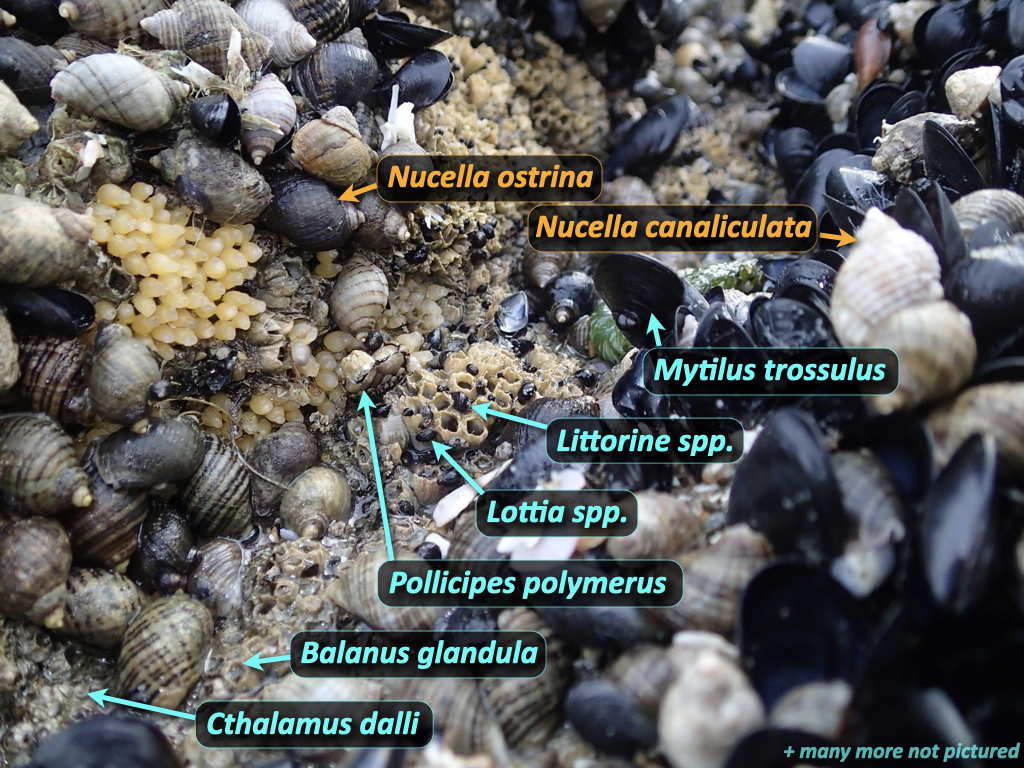 Nucella ostrina
Nucella canaliculata
Mytilus trossulus
Littorine spp.
Lottia spp.
Pollicipes polymerus
Balanus glandula
Cthalamus dalli
+ many more not pictured